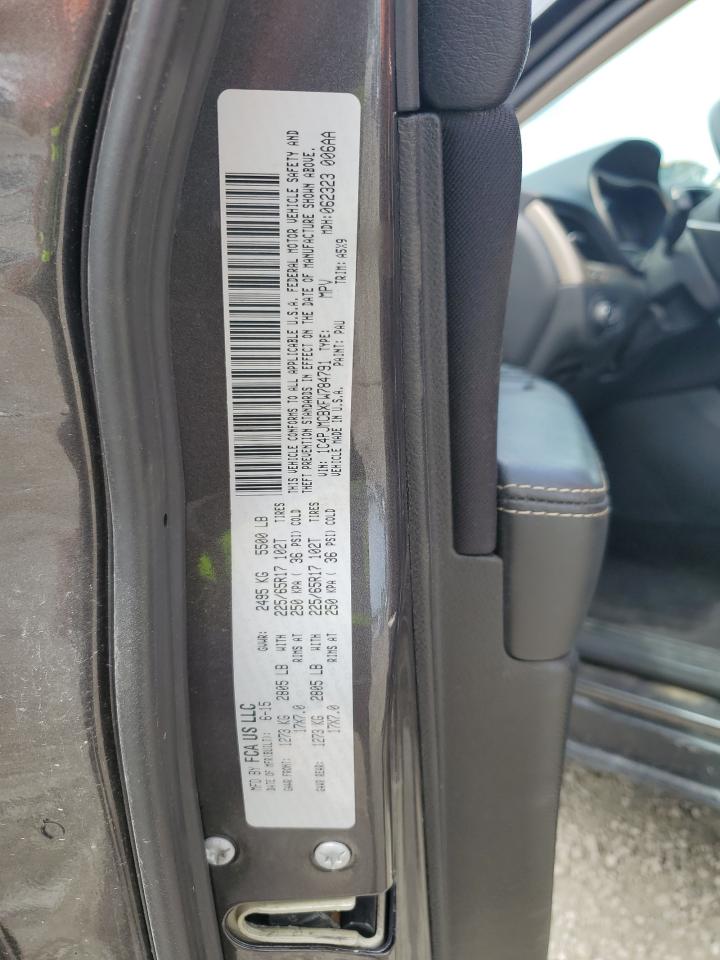 MFD BY FCA US LLC
DATE OF MFR(BUILT): 6-15 GVWR: 2495 KG 5500 LB
GAWR FRONT: 1273 KG 2805 LB WITH 225/65R17 102T TIRES
17X7.0 RIMS AT 250 KPA ( 36 PSI) COLD
GAWR REAR: 1273 KG 2805 LB WITH 225/65R17 102T TIRES
17X7.0 RIMS AT 250 KPA ( 36 PSI) COLD
THIS VEHICLE CONFORMS TO ALL APPLICABLE U.S.A. FEDERAL MOTOR VEHICLE SAFETY AND
THEFT PREVENTION STANDARDS IN EFFECT ON THE DATE OF MANUFACTURE SHOWN ABOVE.
VIN: 1C4PJMCBXFW784791 TYPE: MPV MDH:062323 006AA
VEHICLE MADE IN U.S.A. PAINT: PAU TRIM: A5X9